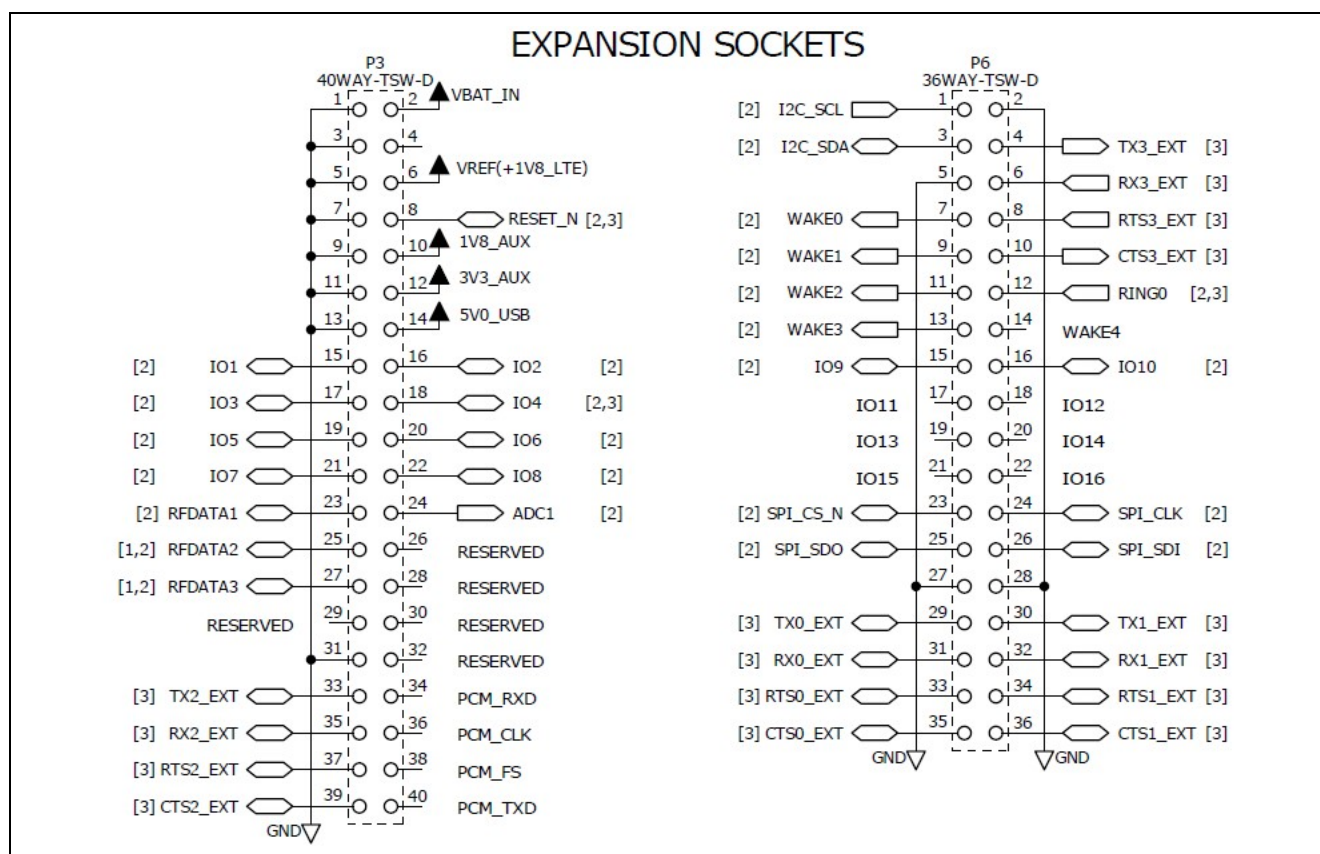 EXPANSION SOCKETS
P3
40WAY-TSW-D
1 2 VBAT_IN
3 4
5 6 VREF(+1V8_LTE)
7 8 RESET_N [2,3]
9 10 1V8_AUX
11 12 3V3_AUX
13 14 5V0_USB
[2] IO1 15 16 IO2 [2]
[2] IO3 17 18 IO4 [2,3]
[2] IO5 19 20 IO6 [2]
[2] IO7 21 22 IO8 [2]
[2] RFDATA1 23 24 ADC1 [2]
[1,2] RFDATA2 25 26 RESERVED
[1,2] RFDATA3 27 28 RESERVED
RESERVED 29 30 RESERVED
31 32 RESERVED
[3] TX2_EXT 33 34 PCM_RXD
[3] RX2_EXT 35 36 PCM_CLK
[3] RTS2_EXT 37 38 PCM_FS
[3] CTS2_EXT 39 40 PCM_TXD
GND
P6
36WAY-TSW-D
[2] I2C_SCL 1 2
[2] I2C_SDA 3 4 TX3_EXT [3]
5 6 RX3_EXT [3]
[2] WAKE0 7 8 RTS3_EXT [3]
[2] WAKE1 9 10 CTS3_EXT [3]
[2] WAKE2 11 12 RING0 [2,3]
[2] WAKE3 13 14 WAKE4
[2] IO9 15 16 IO10 [2]
IO11 17 18 IO12
IO13 19 20 IO14
IO15 21 22 IO16
[2] SPI_CS_N 23 24 SPI_CLK [2]
[2] SPI_SDO 25 26 SPI_SDI [2]
27 28
[3] TX0_EXT 29 30 TX1_EXT [3]
[3] RX0_EXT 31 32 RX1_EXT [3]
[3] RTS0_EXT 33 34 RTS1_EXT [3]
[3] CTS0_EXT 35 36 CTS1_EXT [3]
GND GND